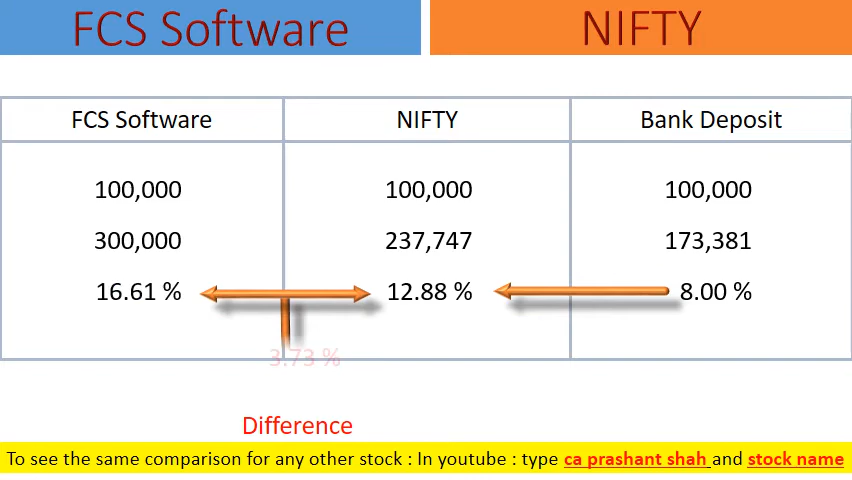 FCS Software NIFTY
FCS Software NIFTY Bank Deposit
100,000 100,000 100,000
300,000 237,747 173,381
16.61 % 12.88 % 8.00 %
3.73 %
Difference
To see the same comparison for any other stock : In youtube : type ca prashant shah and stock name